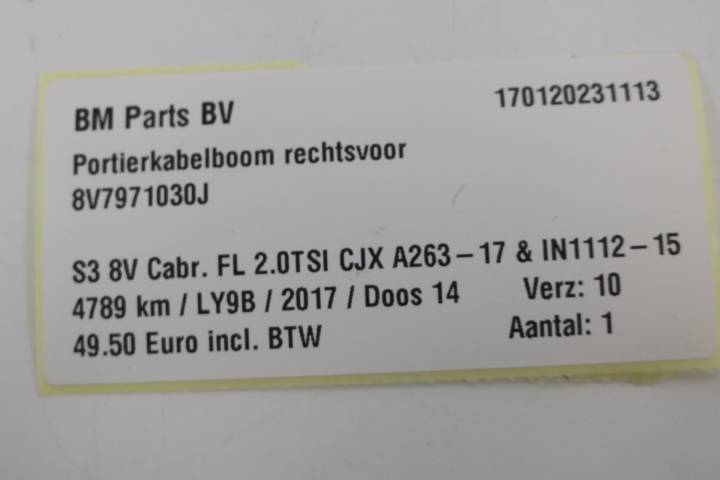 BM Parts BV 170120231113
Portierkabelboom rechtsvoor
8V7971030J
S3 8V Cabr. FL 2.0TSI CJX A263-17 & IN1112-15
4789 km / LY9B / 2017 / Doos 14 Verz: 10
49.50 Euro incl. BTW Aantal: 1